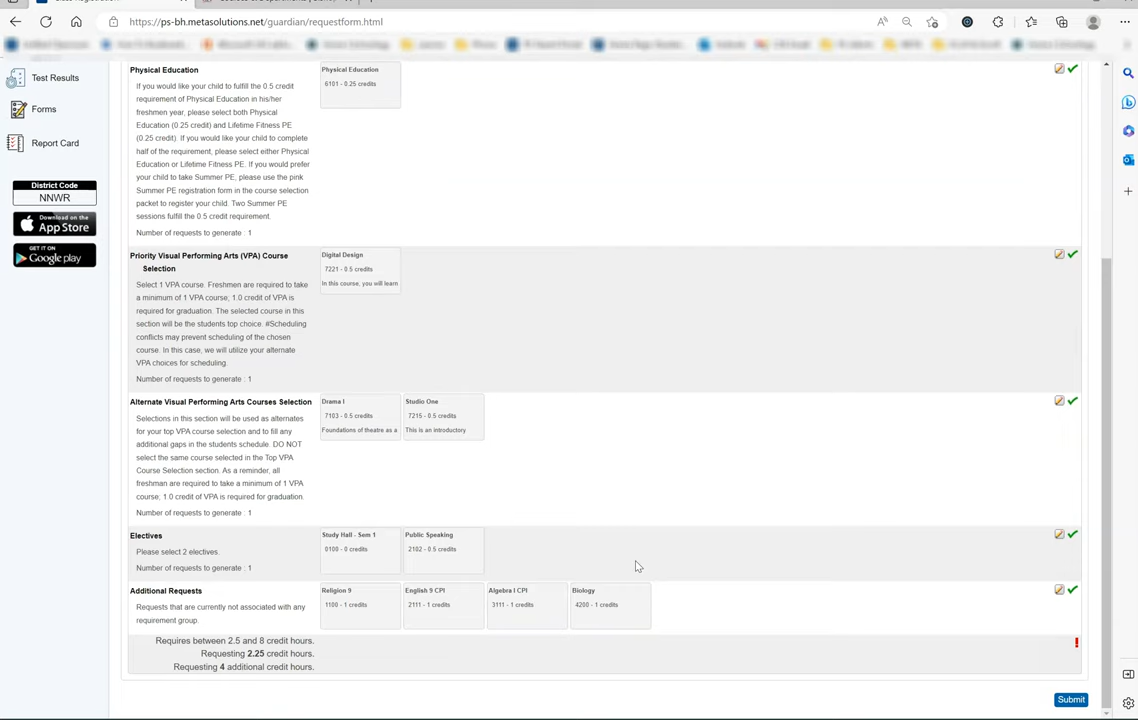 https://ps-bh.metasolutions.net/guardian/requestform.html
Test Results
Forms
Report Card
District Code
NNWR
Download on the
App Store
GET IT ON
Google play
Physical Education
If you would like your child to fulfill the 0.5 credit
requirement of Physical Education in his/her
freshmen year, please select both Physical
Education (0.25 credit) and Lifetime Fitness PE
(0.25 credit). If you would like your child to complete
half of the requirement, please select either Physical
Education or Lifetime Fitness PE. If you would prefer
your child to take Summer PE, please use the pink
Summer PE registration form in the course selection
packet to register your child. Two Summer PE
sessions fulfill the 0.5 credit requirement.
Number of requests to generate : 1
Physical Education
6101 - 0.25 credits
Priority Visual Performing Arts (VPA) Course
Selection
Select 1 VPA course. Freshmen are required to take
a minimum of 1 VPA course; 1.0 credit of VPA is
required for graduation. The selected course in this
section will be the students top choice. #Scheduling
conflicts may prevent scheduling of the chosen
course. In this case, we will utilize your alternate
VPA choices for scheduling.
Number of requests to generate : 1
Digital Design
7221 - 0.5 credits
In this course, you will learn
Alternate Visual Performing Arts Courses Selection
Selections in this section will be used as alternates
for your top VPA course selection and to fill any
additional gaps in the students schedule. DO NOT
select the same course selected in the Top VPA
Course Selection section. As a reminder, all
freshman are required to take a minimum of 1 VPA
course; 1.0 credit of VPA is required for graduation.
Number of requests to generate : 1
Drama I
7103 - 0.5 credits
Foundations of theatre as a
Studio One
7215 - 0.5 credits
This is an introductory
Electives
Please select 2 electives.
Number of requests to generate : 1
Study Hall - Sem 1
0100 - 0 credits
Public Speaking
2102 - 0.5 credits
Additional Requests
Requests that are currently not associated with any
requirement group.
Religion 9
1100 - 1 credits
English 9 CPI
2111 - 1 credits
Algebra I CPI
3111 - 1 credits
Biology
4200 - 1 credits
Requires between 2.5 and 8 credit hours.
Requesting 2.25 credit hours.
Requesting 4 additional credit hours.
Submit